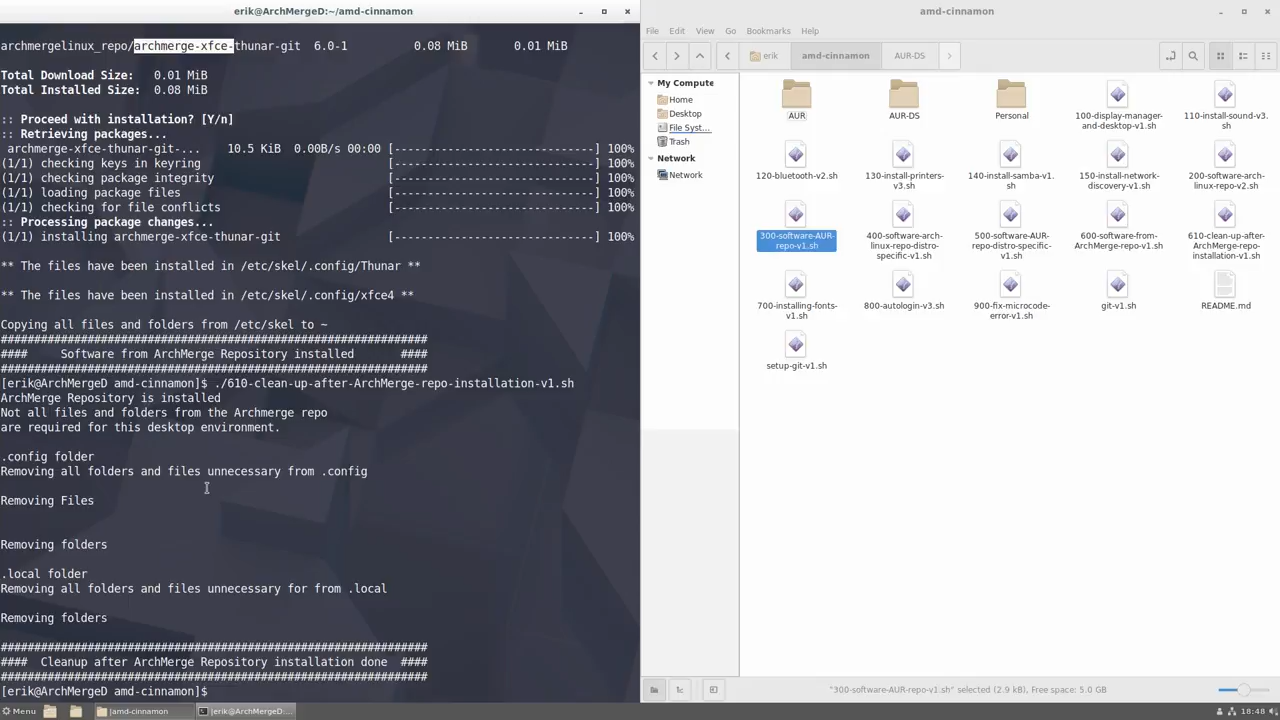 erik@ArchMergeD:~/amd-cinnamon
archmergelinux_repo/archmerge-xfce-thunar-git  6.0-1          0.08 MiB       0.01 MiB
Total Download Size:   0.01 MiB
Total Installed Size:  0.08 MiB
:: Proceed with installation? [Y/n]
:: Retrieving packages...
archmerge-xfce-thunar-git-...    10.5 KiB  0.00B/s 00:00 [------------------------------] 100%
(1/1) checking keys in keyring                            [------------------------------] 100%
(1/1) checking package integrity                          [------------------------------] 100%
(1/1) loading package files                               [------------------------------] 100%
(1/1) checking for file conflicts                         [------------------------------] 100%
:: Processing package changes...
(1/1) installing archmerge-xfce-thunar-git                [------------------------------] 100%
** The files have been installed in /etc/skel/.config/Thunar **
** The files have been installed in /etc/skel/.config/xfce4 **
Copying all files and folders from /etc/skel to ~
################################################################
####      Software from ArchMerge Repository installed       ####
################################################################
[erik@ArchMergeD amd-cinnamon]$ ./610-clean-up-after-ArchMerge-repo-installation-v1.sh
ArchMerge Repository is installed
Not all files and folders from the Archmerge repo
are required for this desktop environment.
.config folder
Removing all folders and files unnecessary from .config
Removing Files
Removing folders
.local folder
Removing all folders and files unnecessary for from .local
Removing folders
################################################################
####  Cleanup after ArchMerge Repository installation done  ####
################################################################
[erik@ArchMergeD amd-cinnamon]$
amd-cinnamon
File Edit View Go Bookmarks Help
erik amd-cinnamon AUR-DS
My Compute
Home
Desktop
File Syst...
Trash
Network
Network
AUR
AUR-DS
Personal
100-display-manager-and-desktop-v1.sh
110-install-sound-v3.sh
120-bluetooth-v2.sh
130-install-printers-v3.sh
140-install-samba-v1.sh
150-install-network-discovery-v1.sh
200-software-arch-linux-repo-v2.sh
300-software-AUR-repo-v1.sh
400-software-arch-linux-repo-distro-specific-v1.sh
500-software-AUR-repo-distro-specific-v1.sh
600-software-from-ArchMerge-repo-v1.sh
610-clean-up-after-ArchMerge-repo-installation-v1.sh
700-installing-fonts-v1.sh
800-autologin-v3.sh
900-fix-microcode-error-v1.sh
git-v1.sh
README.md
setup-git-v1.sh
"300-software-AUR-repo-v1.sh" selected (2.9 kB), Free space: 5.0 GB
Menu
[amd-cinnamon
[erik@ArchMergeD:...
18:48